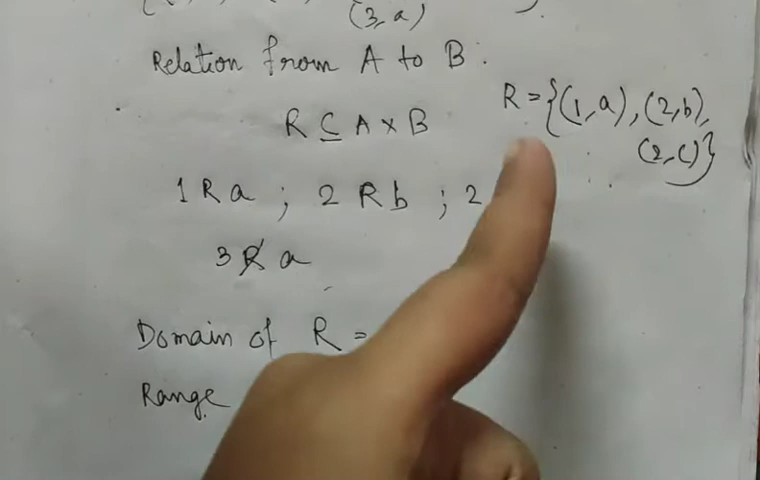 (3, a)
Relation from A to B :
R = {(1, a), (2, b),
(2, c)}
R ⊆ A × B
1 R a ; 2 R b ; 2
3 R̸ a
Domain of R =
Range